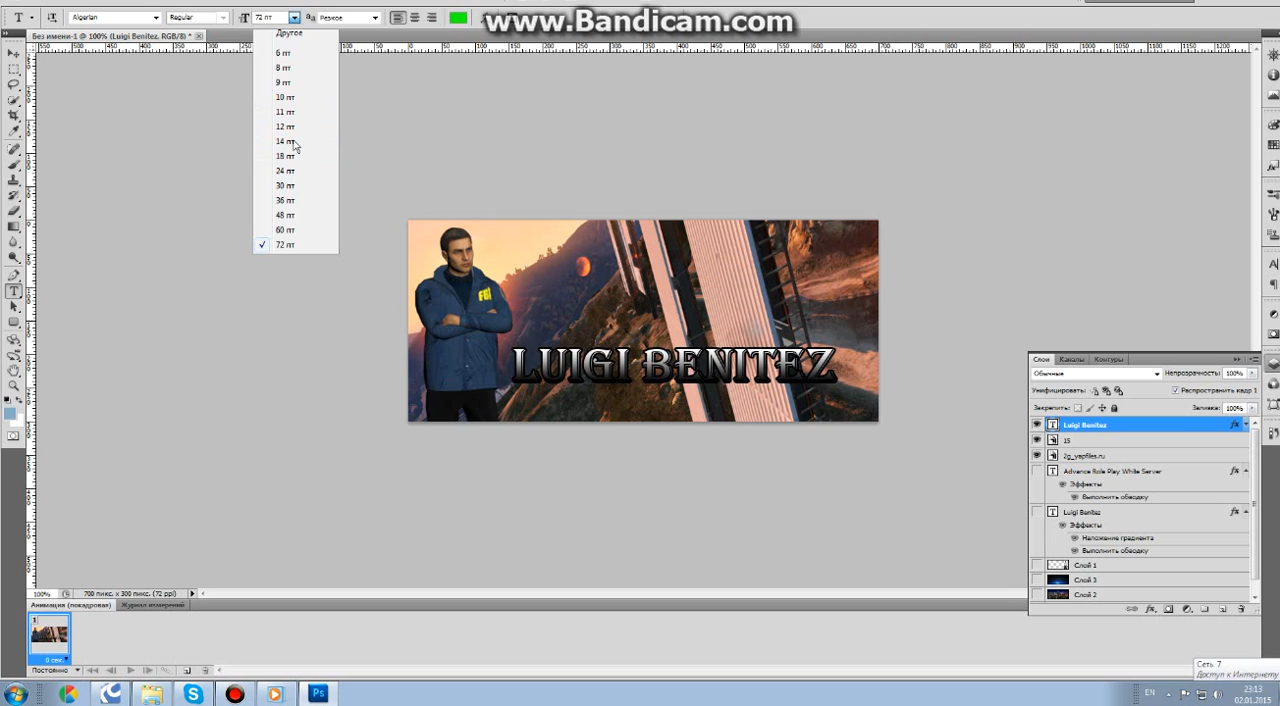 www.Bandicam.com
Algerian
Regular
72 пт
Резкое
Без имени-1 @ 100% (Luigi Benitez, RGB/8) *
Другое
6 пт
8 пт
9 пт
10 пт
11 пт
12 пт
14 пт
18 пт
24 пт
30 пт
36 пт
48 пт
60 пт
72 пт
FBI
LUIGI BENITEZ
Слои Каналы Контуры
Обычные Непрозрачность: 100%
Унифицировать: Распространить кадр 1
Закрепить: Заливка: 100%
Luigi Benitez fx
15
2g_yapfiles.ru
Advance Role Play White Server fx
Эффекты
Выполнить обводку
Luigi Benitez fx
Эффекты
Наложение градиента
Выполнить обводку
Слой 1
Слой 3
Слой 2
100% 700 пикс. x 300 пикс. (72 ppi)
Анимация (покадровая) Журнал измерений
1
0 сек.
Постоянно
Сеть 7
Доступ к Интернету
EN
23:13
02.01.2015